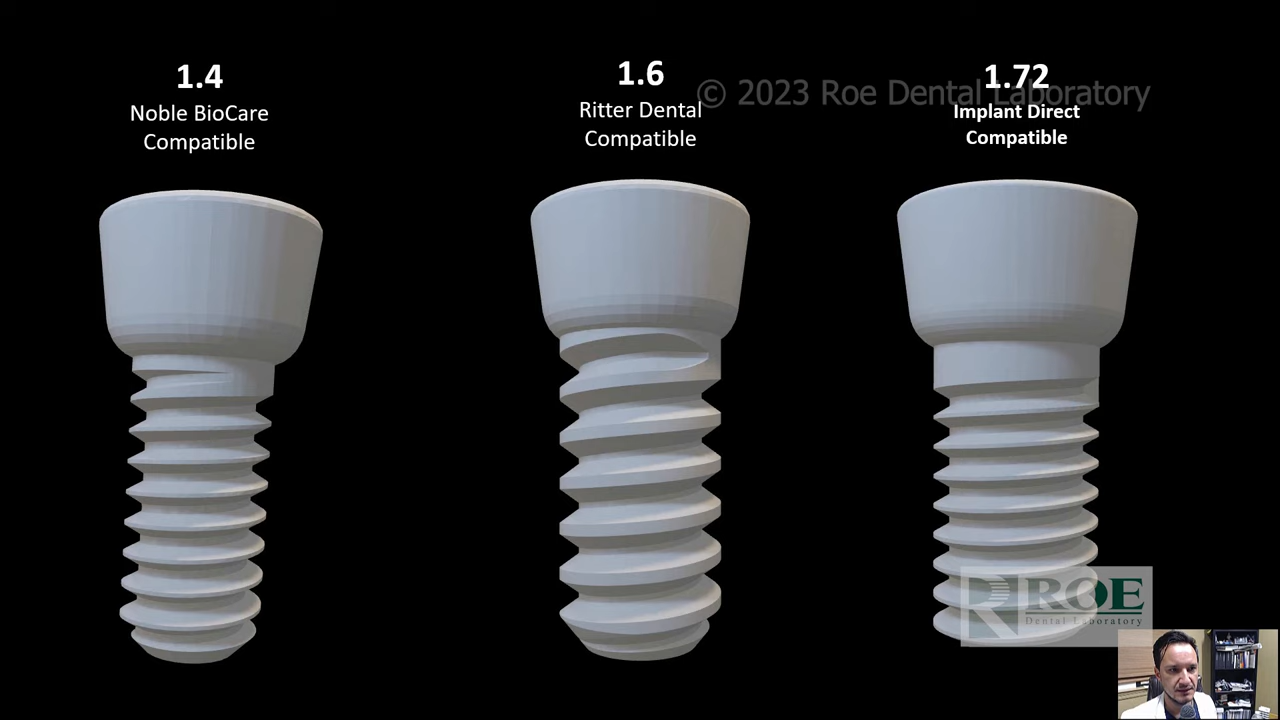 1.4
Noble BioCare
Compatible
1.6
Ritter Dental
Compatible
1.72
Implant Direct
Compatible
© 2023 Roe Dental Laboratory
R ROE
Dental Laboratory